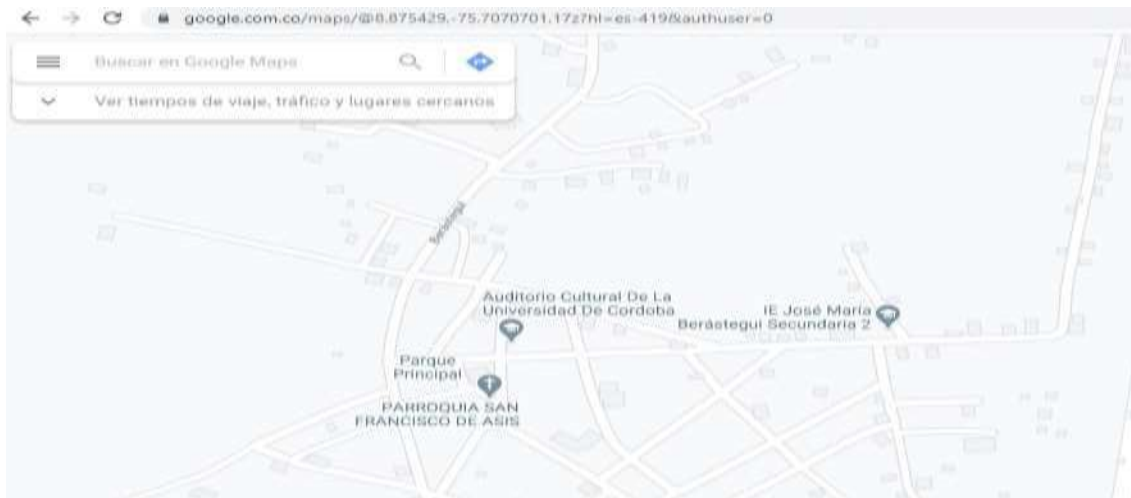 google.com.co/maps/@8.875429,-75.7070701,17z?hl=es-419&authuser=0
Buscar en Google Maps
Ver tiempos de viaje, tráfico y lugares cercanos
Berástegui
Auditorio Cultural De La
Universidad De Cordoba
IE José María
Berástegui Secundaria 2
Parque
Principal
PARROQUIA SAN
FRANCISCO DE ASIS